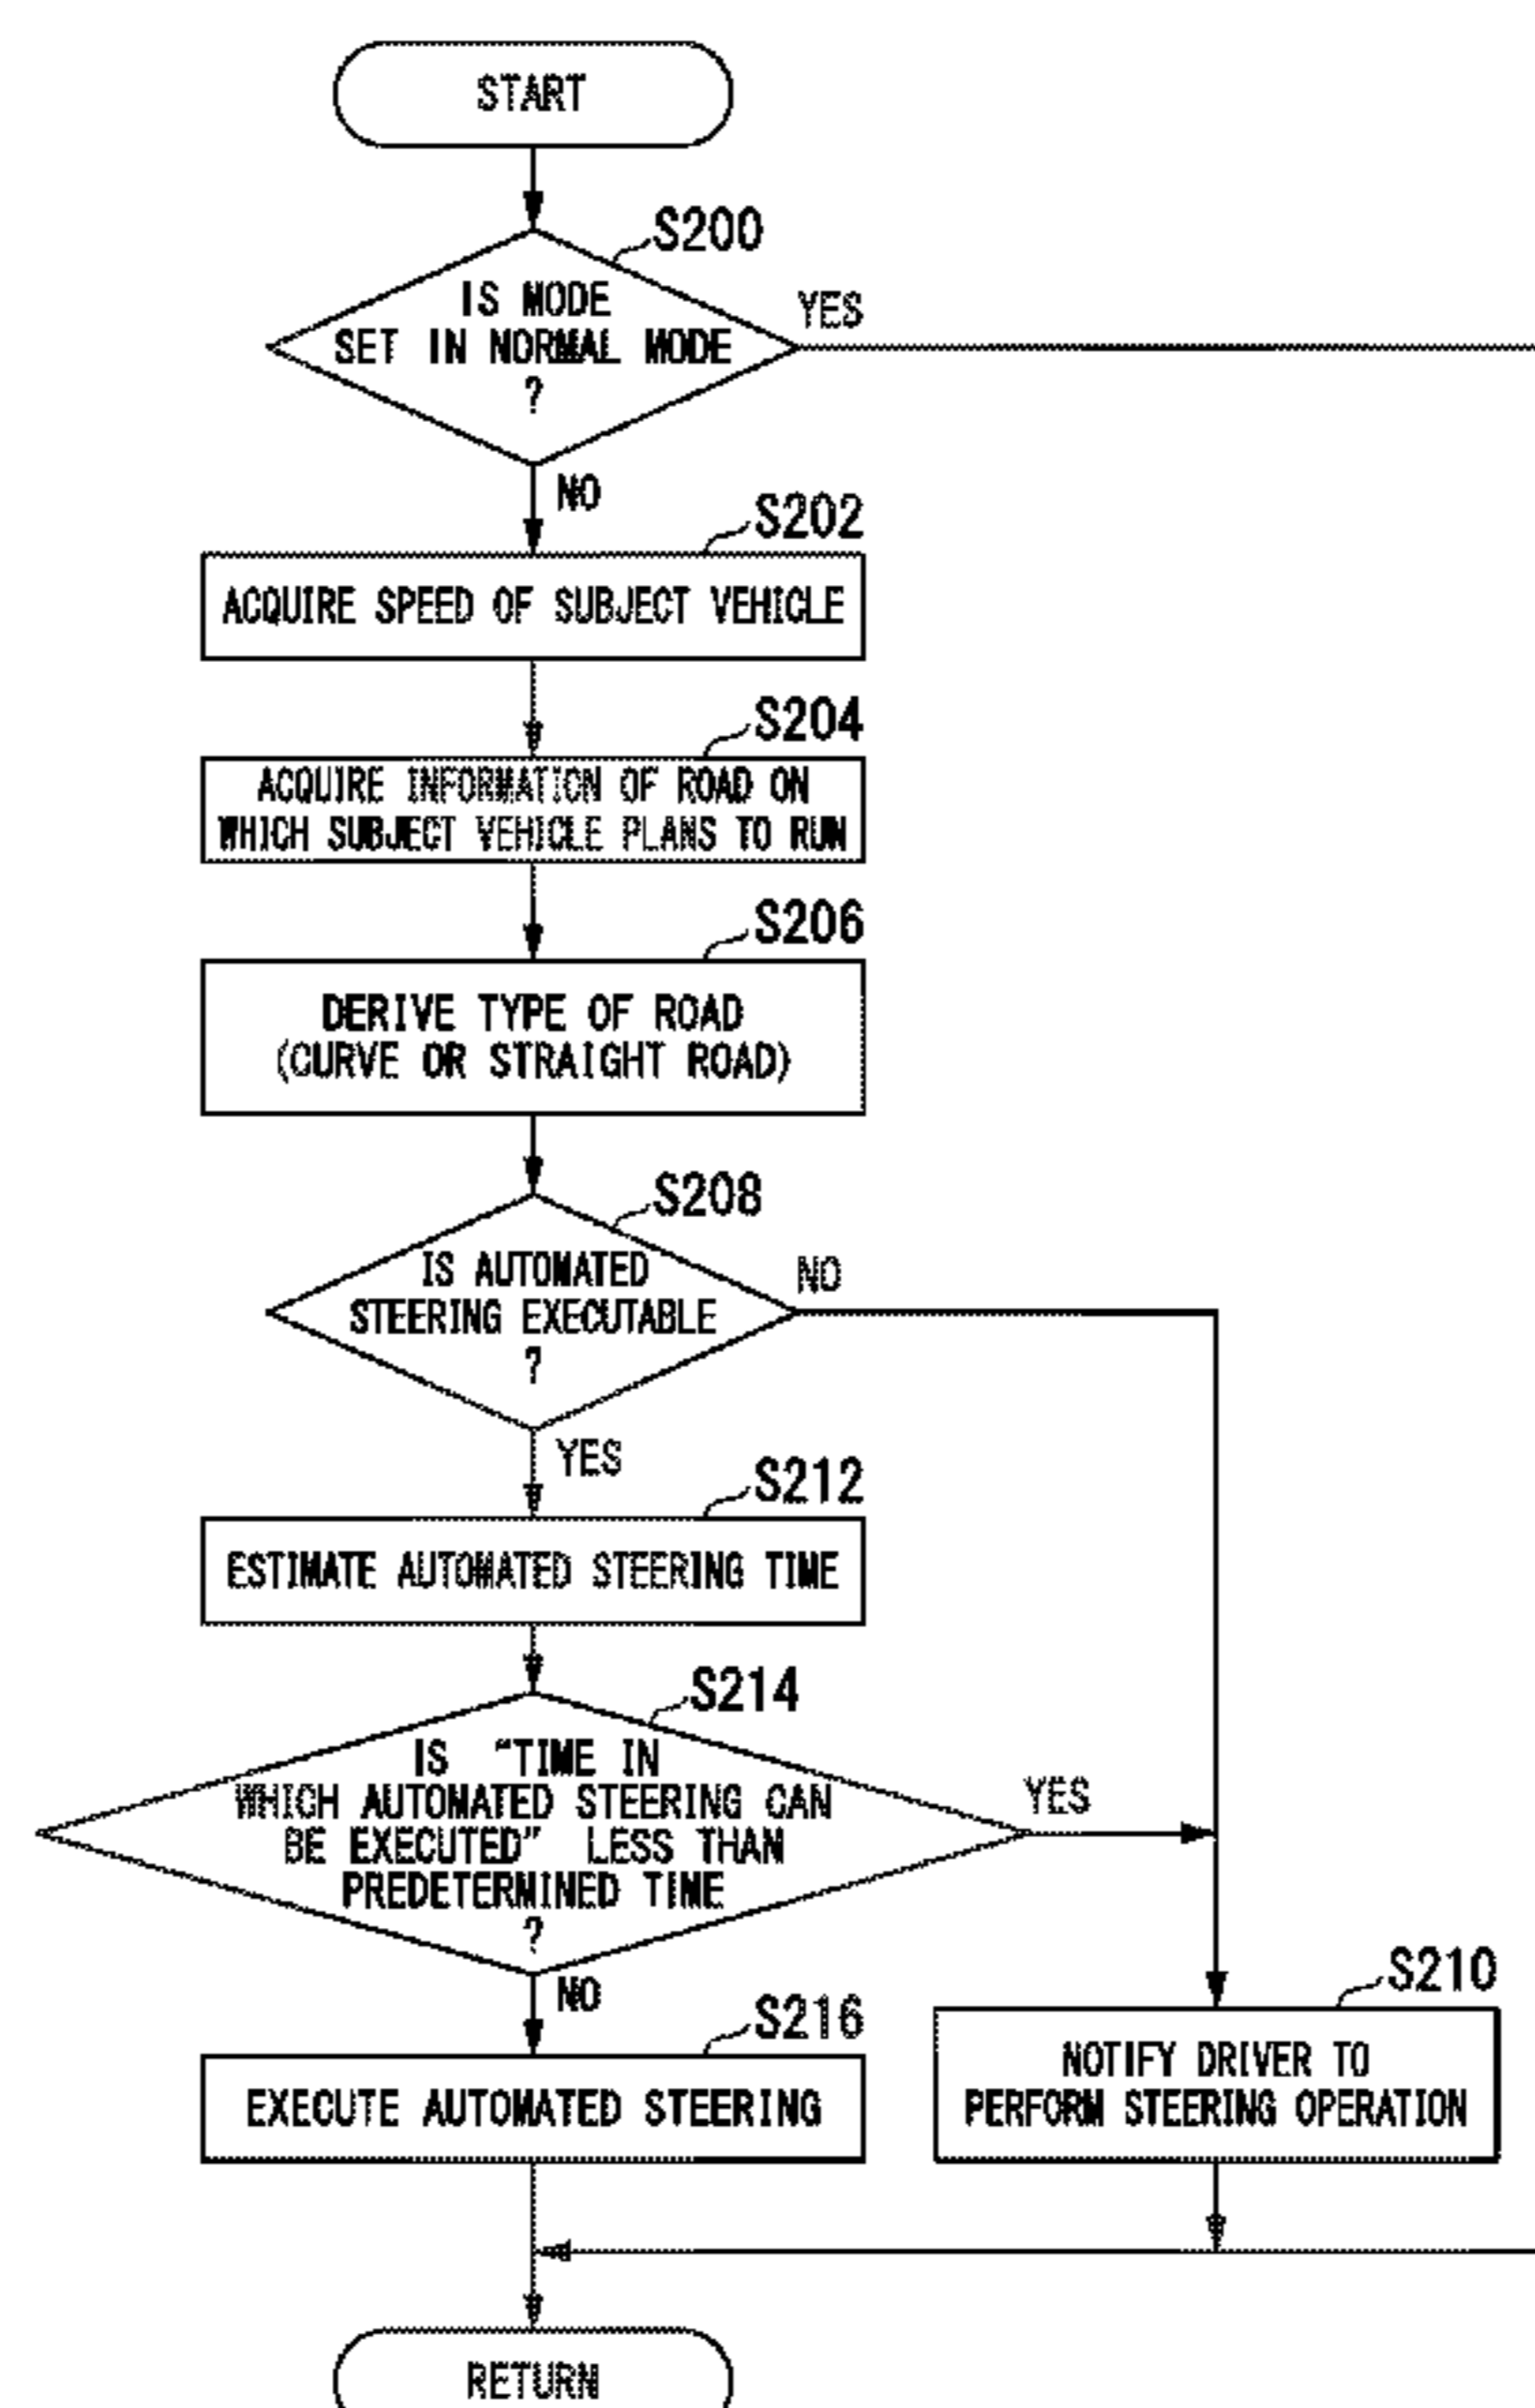 START
S200
IS MODE
SET IN NORMAL MODE
?
YES
NO
S202
ACQUIRE SPEED OF SUBJECT VEHICLE
S204
ACQUIRE INFORMATION OF ROAD ON
WHICH SUBJECT VEHICLE PLANS TO RUN
S206
DERIVE TYPE OF ROAD
(CURVE OR STRAIGHT ROAD)
S208
IS AUTOMATED
STEERING EXECUTABLE
?
NO
YES
S212
ESTIMATE AUTOMATED STEERING TIME
S214
IS “TIME IN
WHICH AUTOMATED STEERING CAN
BE EXECUTED” LESS THAN
PREDETERMINED TIME
?
YES
NO
S216
EXECUTE AUTOMATED STEERING
S210
NOTIFY DRIVER TO
PERFORM STEERING OPERATION
RETURN